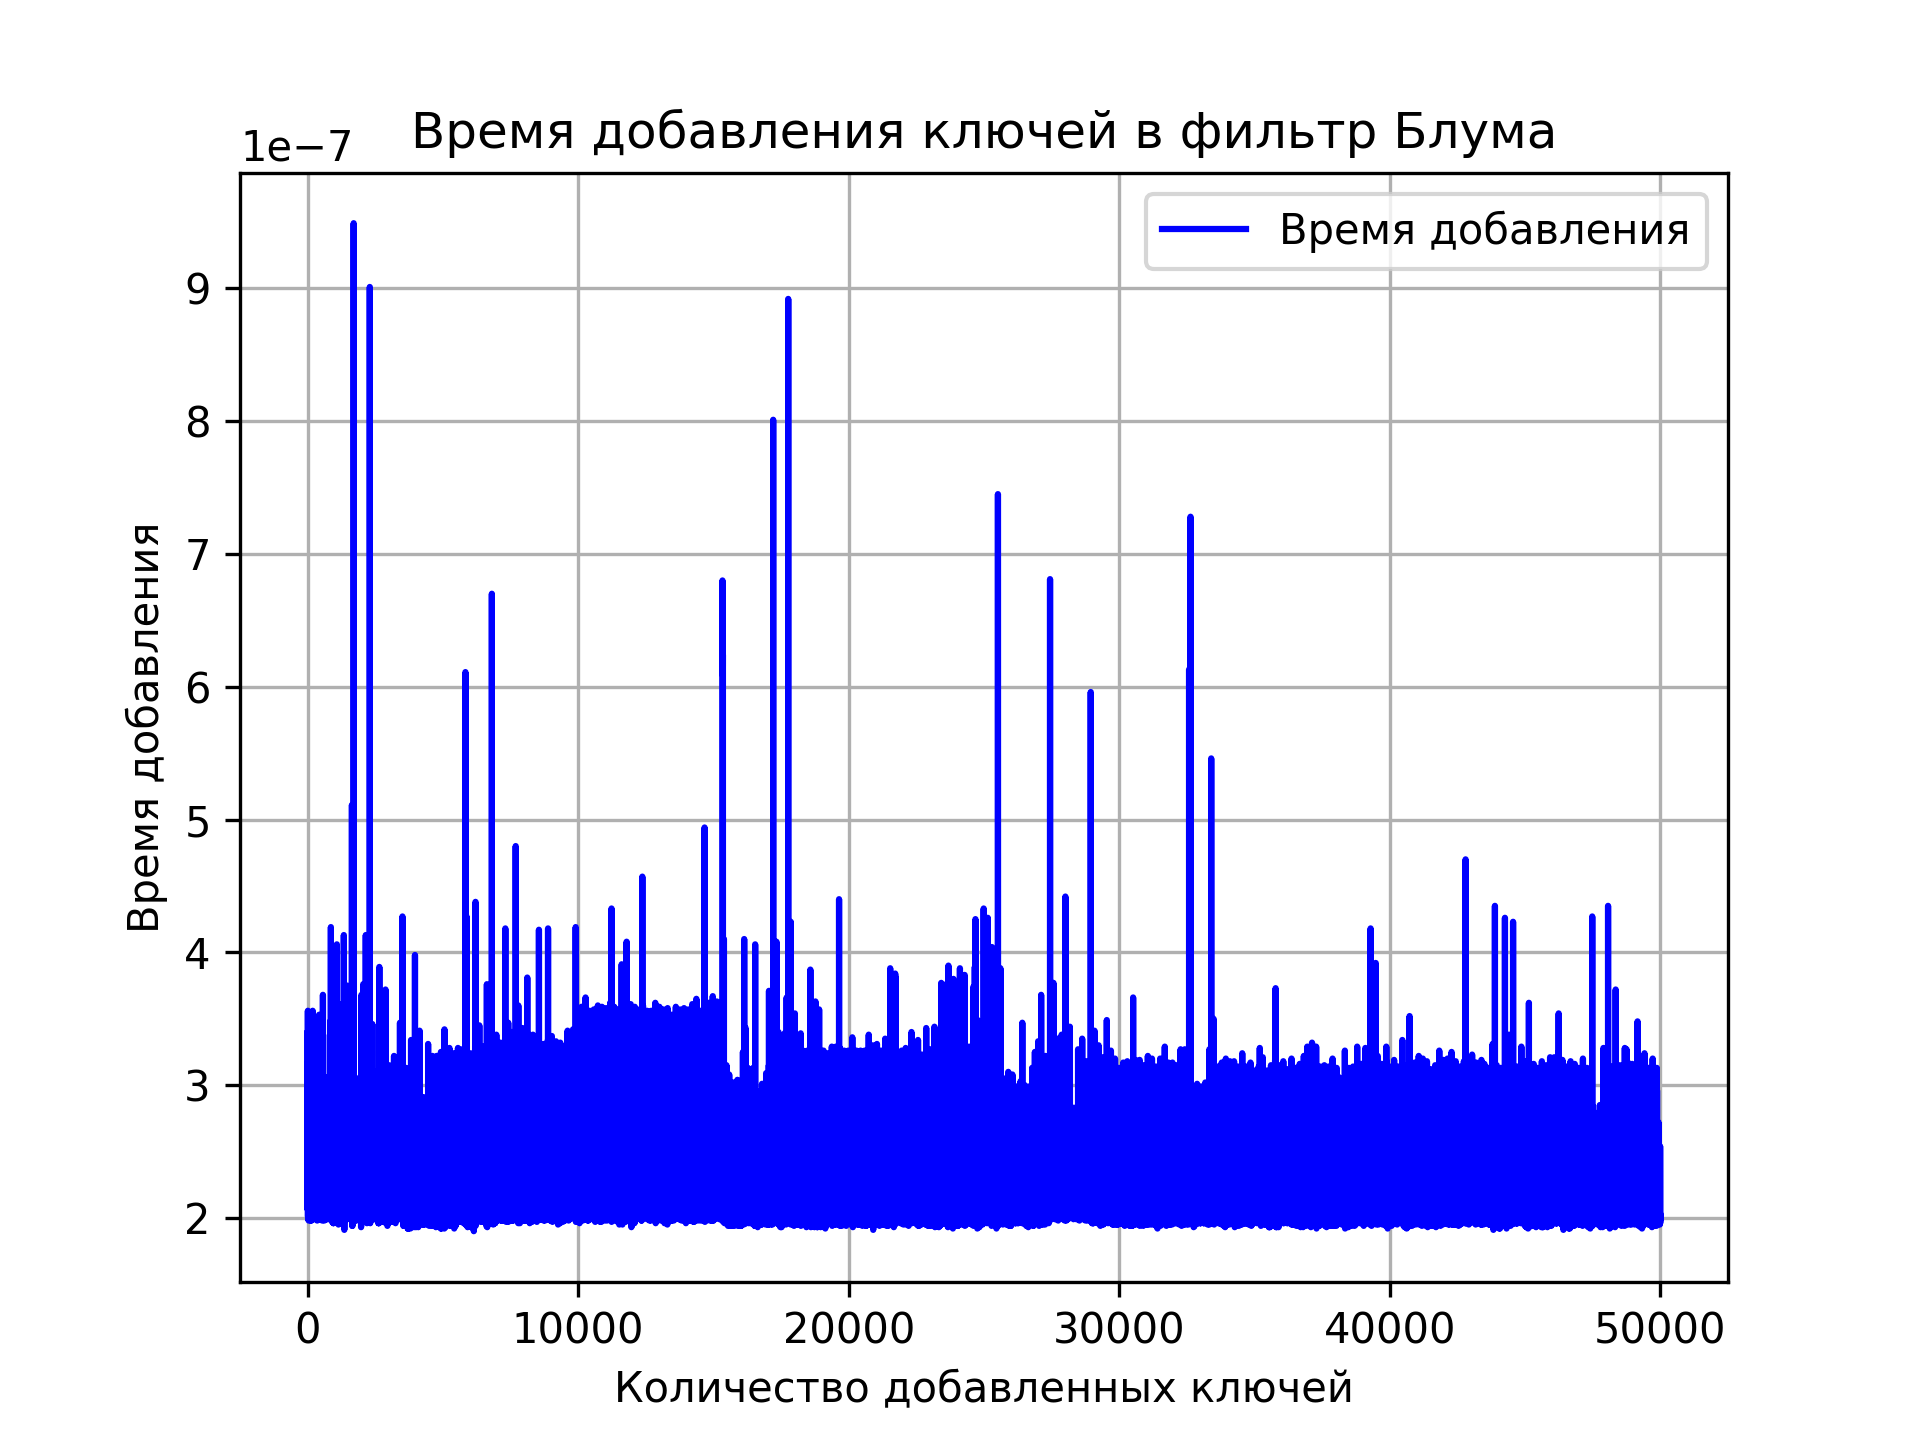 Время добавления ключей в фильтр Блума
1e−7
Время добавления
9
8
7
6
5
4
3
2
Время добавления
0 10000 20000 30000 40000 50000
Количество добавленных ключей